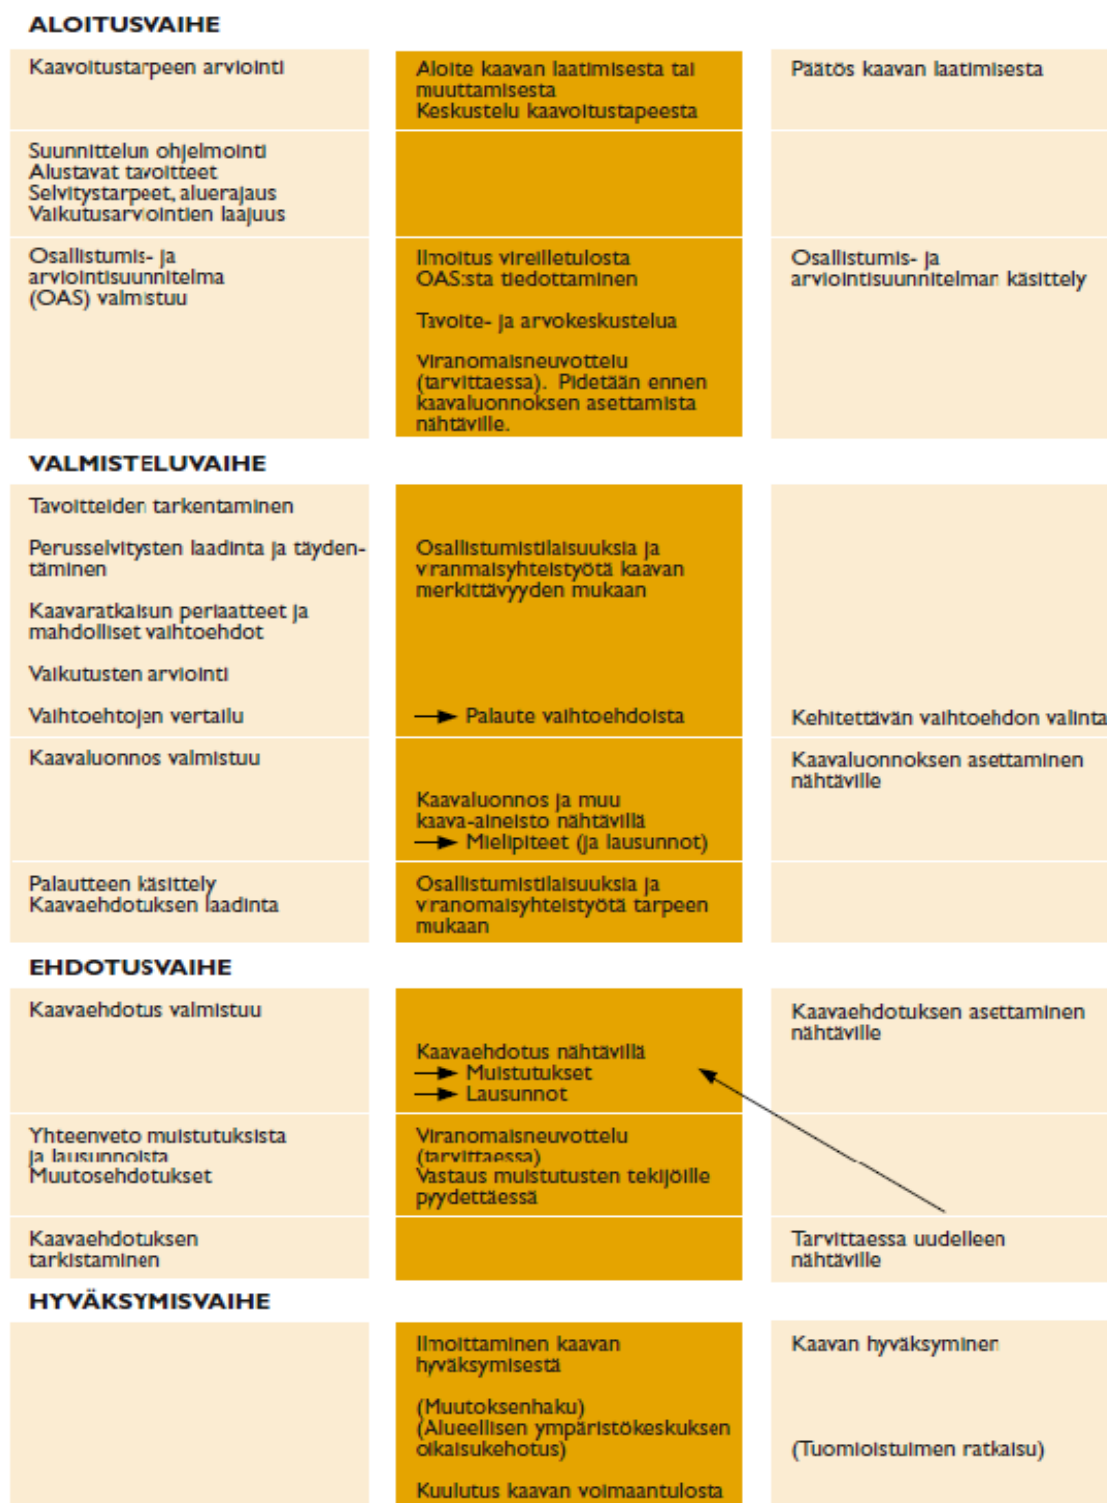 ALOITUSVAIHE
Kaavoitustarpeen arviointi
Aloite kaavan laatimisesta tai
muuttamisesta
Keskustelu kaavoitustapeesta
Päätös kaavan laatimisesta
Suunnittelun ohjelmointi
Alustavat tavoitteet
Selvitystarpeet, aluerajaus
Vaikutusarviointien laajuus
Osallistumis- ja
arviointisuunnitelma
(OAS) valmistuu
Ilmoitus vireilletulosta
OAS:sta tiedottaminen
Tavoite- ja arvokeskustelua
Viranomaisneuvottelu
(tarvittaessa). Pidetään ennen
kaavaluonnoksen asettamista
nähtäville.
Osallistumis- ja
arviointisuunnitelman käsittely
VALMISTELUVAIHE
Tavoitteiden tarkentaminen
Perusselvitysten laadinta ja täyden-
täminen
Kaavaratkaisun periaatteet ja
mahdolliset vaihtoehdot
Vaikutusten arviointi
Vaihtoehtojen vertailu
Osallistumistilaisuuksia ja
viranmaisyhteistyötä kaavan
merkittävyyden mukaan
→ Palaute vaihtoehdoista
Kehitettävän vaihtoehdon valinta
Kaavaluonnos valmistuu
Kaavaluonnos ja muu
kaava-aineisto nähtävillä
→ Mielipiteet (ja lausunnot)
Kaavaluonnoksen asettaminen
nähtäville
Palautteen käsittely
Kaavaehdotuksen laadinta
Osallistumistilaisuuksia ja
viranomaisyhteistyötä tarpeen
mukaan
EHDOTUSVAIHE
Kaavaehdotus valmistuu
Kaavaehdotus nähtävillä
→ Muistutukset
→ Lausunnot
Kaavaehdotuksen asettaminen
nähtäville
Yhteenveto muistutuksista
ja lausunnoista
Muutosehdotukset
Viranomaisneuvottelu
(tarvittaessa)
Vastaus muistutusten tekijöille
pyydettäessä
Kaavaehdotuksen
tarkistaminen
Tarvittaessa uudelleen
nähtäville
HYVÄKSYMISVAIHE
Ilmoittaminen kaavan
hyväksymisestä
(Muutoksenhaku)
(Alueellisen ympäristökeskuksen
oikaisukehotus)
Kuulutus kaavan voimaantulosta
Kaavan hyväksyminen
(Tuomioistuimen ratkaisu)